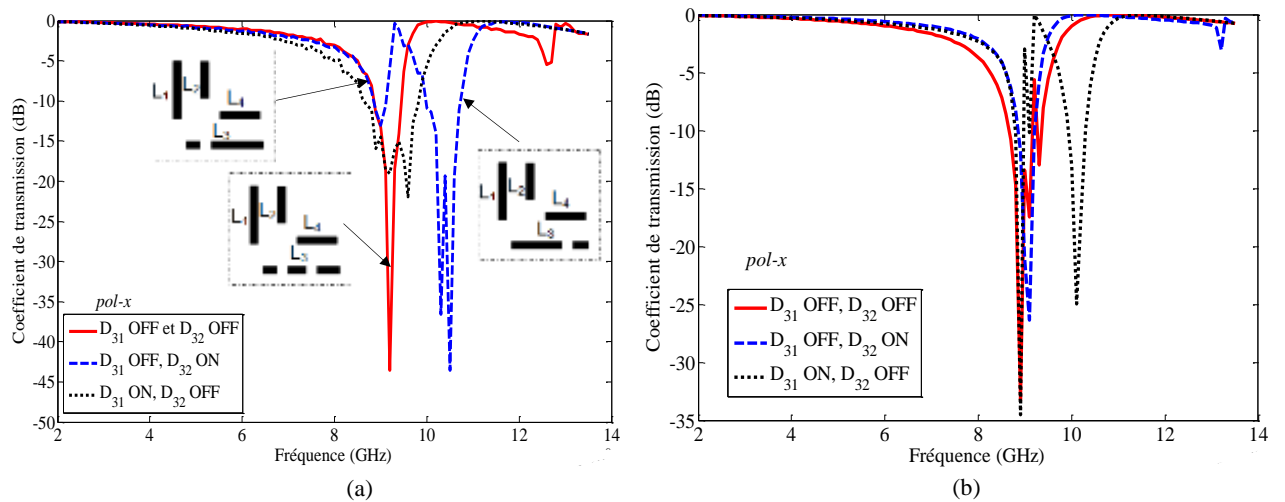 Coefficient de transmission (dB)
0
-5
-10
-15
-20
-25
-30
-35
-40
-45
-50
2
4
6
8
10
12
14
Fréquence (GHz)
L1 L2 L4
L3
L1 L2 L4
L3
L1 L2 L4
L3
pol-x
D31 OFF et D32 OFF
D31 OFF, D32 ON
D31 ON, D32 OFF
(a)
Coefficient de transmission (dB)
0
-5
-10
-15
-20
-25
-30
-35
2
4
6
8
10
12
14
Fréquence (GHz)
pol-x
D31 OFF, D32 OFF
D31 OFF, D32 ON
D31 ON, D32 OFF
(b)